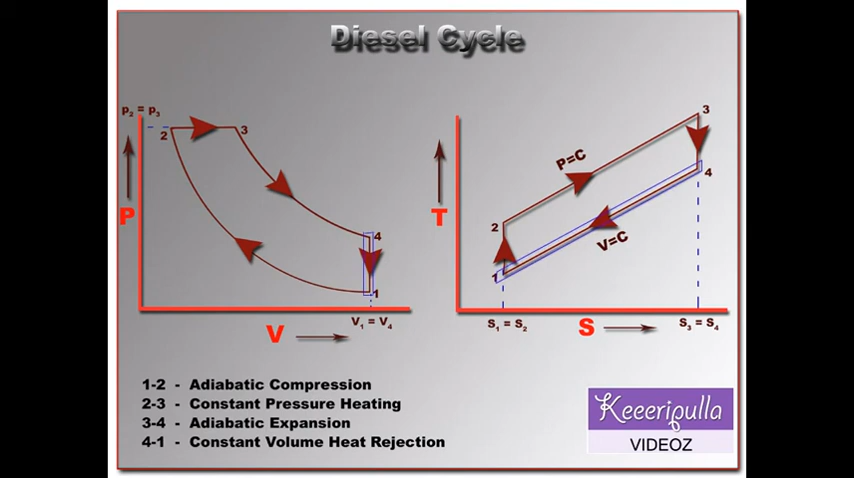 Diesel Cycle
p₂ = p₃
2
3
4
1
P
V
V₁ = V₄
3
P=C
4
T
2
V=C
1
S₁ = S₂
S
S₃ = S₄
1-2 - Adiabatic Compression
2-3 - Constant Pressure Heating
3-4 - Adiabatic Expansion
4-1 - Constant Volume Heat Rejection
Keeeripulla
VIDEOZ